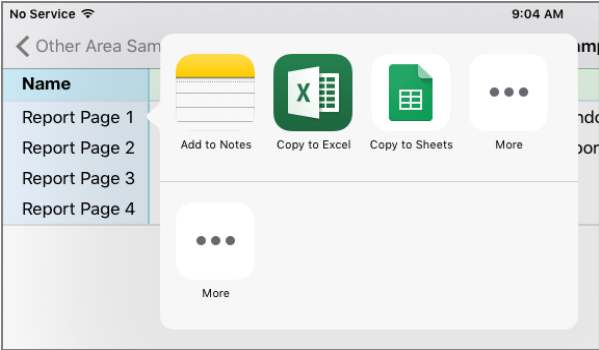 No Service 9:04 AM
Other Area Sam
Name
Report Page 1
Report Page 2
Report Page 3
Report Page 4
Add to Notes Copy to Excel Copy to Sheets More
More